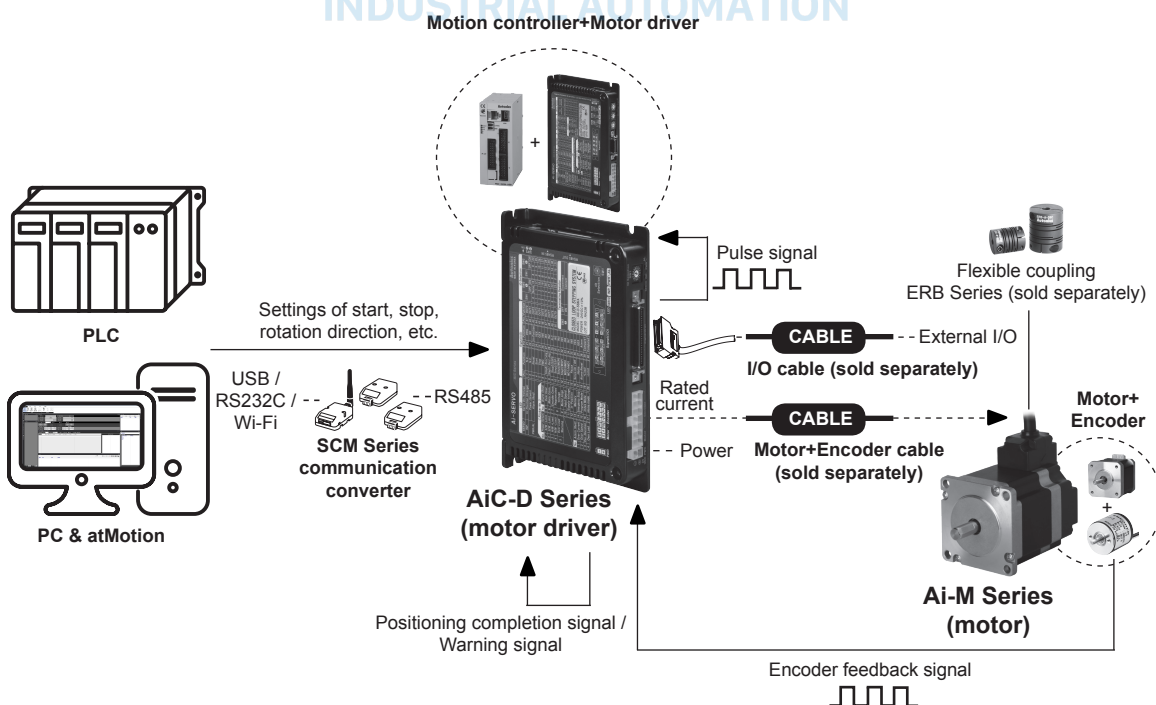 INDUSTRIAL AUTOMATION
Motion controller+Motor driver
+
Pulse signal
Flexible coupling
ERB Series (sold separately)
PLC
Settings of start, stop,
rotation direction, etc.
CABLE
External I/O
I/O cable (sold separately)
USB /
RS232C /
Wi-Fi
RS485
SCM Series
communication
converter
Rated
current
CABLE
Motor+Encoder cable
(sold separately)
Power
Motor+
Encoder
+
PC & atMotion
AiC-D Series
(motor driver)
Ai-M Series
(motor)
Positioning completion signal /
Warning signal
Encoder feedback signal